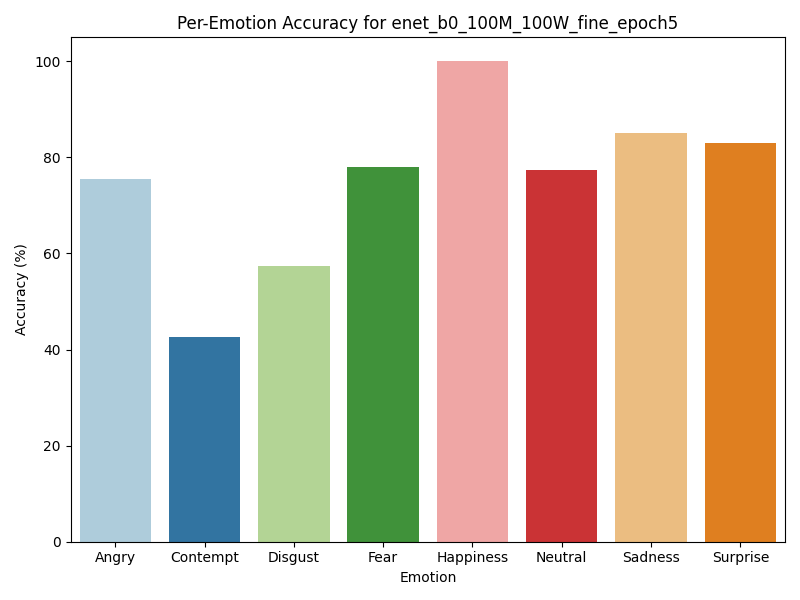 Per-Emotion Accuracy for enet_b0_100M_100W_fine_epoch5
Accuracy (%)
100
80
60
40
20
0
Angry Contempt Disgust Fear Happiness Neutral Sadness Surprise
Emotion